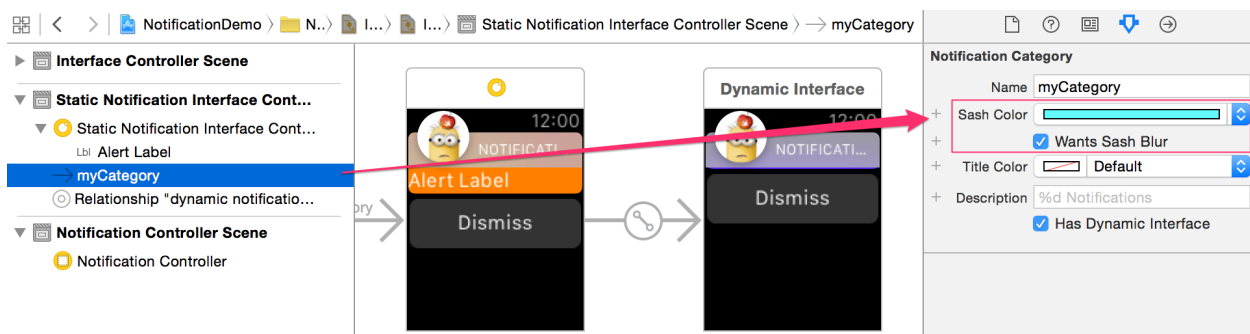 NotificationDemo N.. I... I... Static Notification Interface Controller Scene myCategory
Interface Controller Scene
Static Notification Interface Cont...
Static Notification Interface Cont...
Lbl Alert Label
myCategory
Relationship "dynamic notificatio...
Notification Controller Scene
Notification Controller
ory
12:00
NOTIFICATI...
Alert Label
Dismiss
Dynamic Interface
12:00
NOTIFICATI...
Dismiss
Notification Category
Name myCategory
Sash Color
Wants Sash Blur
Title Color Default
Description %d Notifications
Has Dynamic Interface